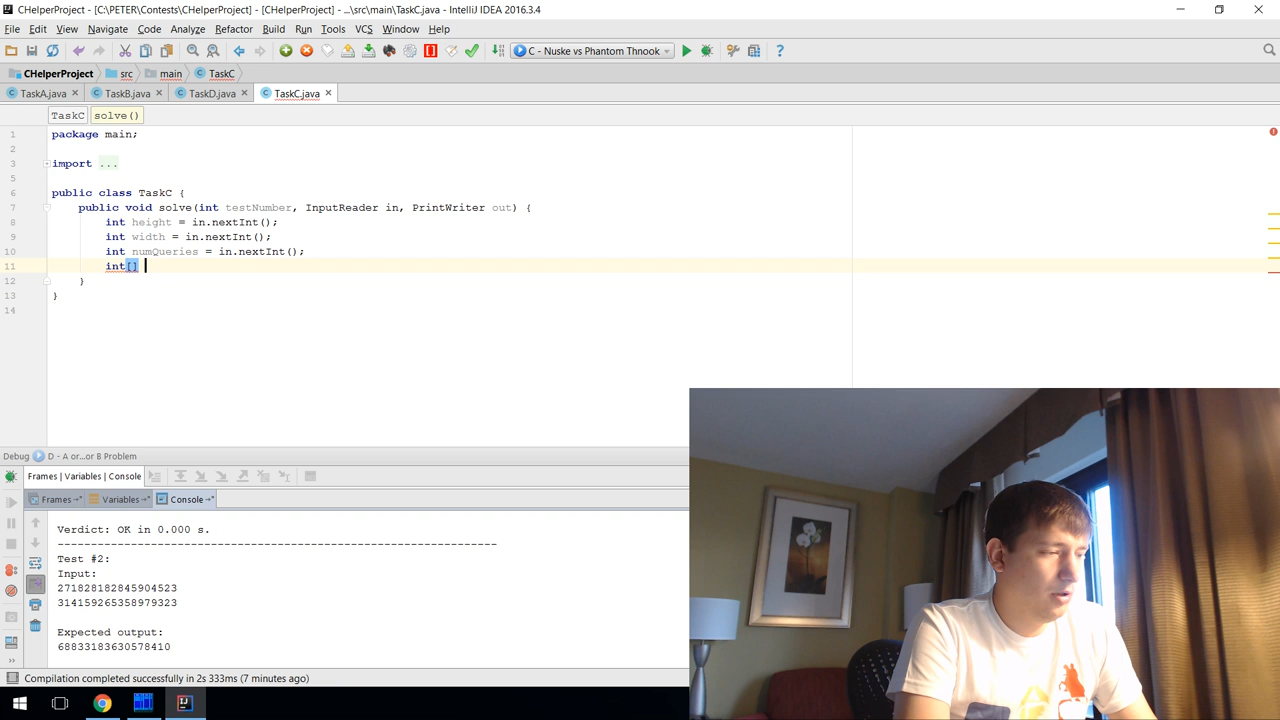 CHelperProject - [C:\PETER\Contests\CHelperProject] - [CHelperProject] - ...\src\main\TaskC.java - IntelliJ IDEA 2016.3.4
File Edit View Navigate Code Analyze Refactor Build Run Tools VCS Window Help
C - Nuske vs Phantom Thnook
CHelperProject src main TaskC
TaskA.java TaskB.java TaskD.java TaskC.java
TaskC solve()
1 package main;
2
3 import ...
5
6 public class TaskC {
7 public void solve(int testNumber, InputReader in, PrintWriter out) {
8 int height = in.nextInt();
9 int width = in.nextInt();
10 int numQueries = in.nextInt();
11 int[]
12 }
13 }
14
Debug D - A or...or B Problem
Frames | Variables | Console
Frames Variables Console
Verdict: OK in 0.000 s.
------------------------------------------------------------------
Test #2:
Input:
271828182845904523
314159265358979323
Expected output:
68833183630578410
Compilation completed successfully in 2s 333ms (7 minutes ago)